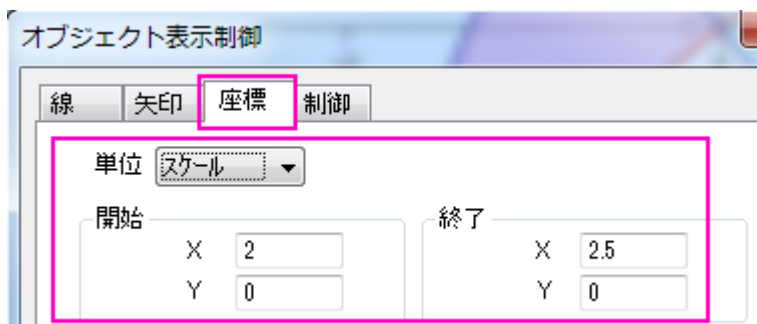 オブジェクト表示制御
線 矢印 座標 制御
単位 スケール
開始 終了
X 2 X 2.5
Y 0 Y 0